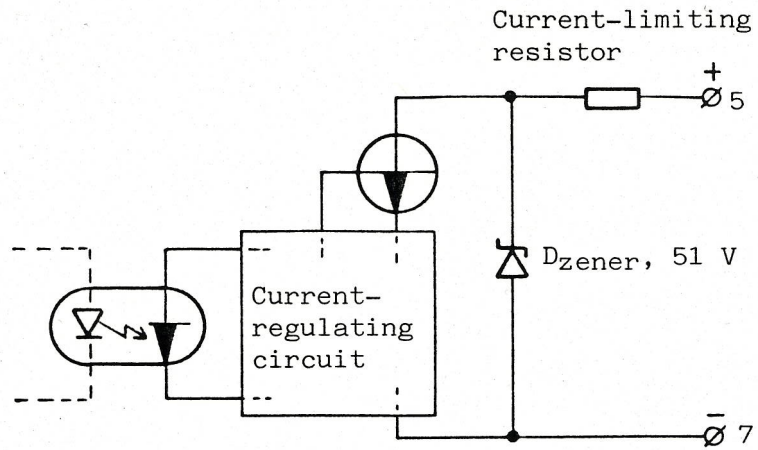 Current-limiting
resistor
+
5
Dzener, 51 V
Current-
regulating
circuit
-
7